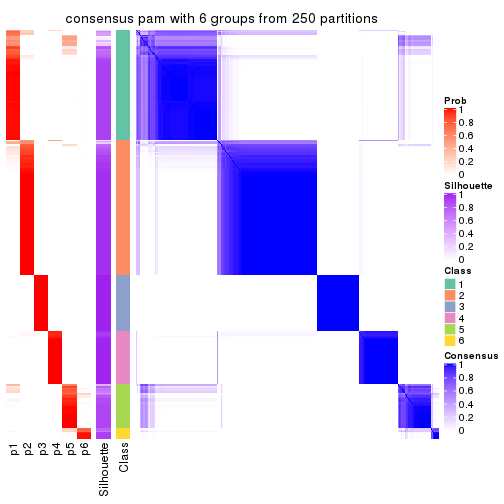 consensus pam with 6 groups from 250 partitions
Prob
1
0.8
0.6
0.4
0.2
0
Silhouette
1
0.8
0.6
0.4
0.2
0
Class
1
2
3
4
5
6
Consensus
1
0.8
0.6
0.4
0.2
0
p1
p2
p3
p4
p5
p6
Silhouette
Class